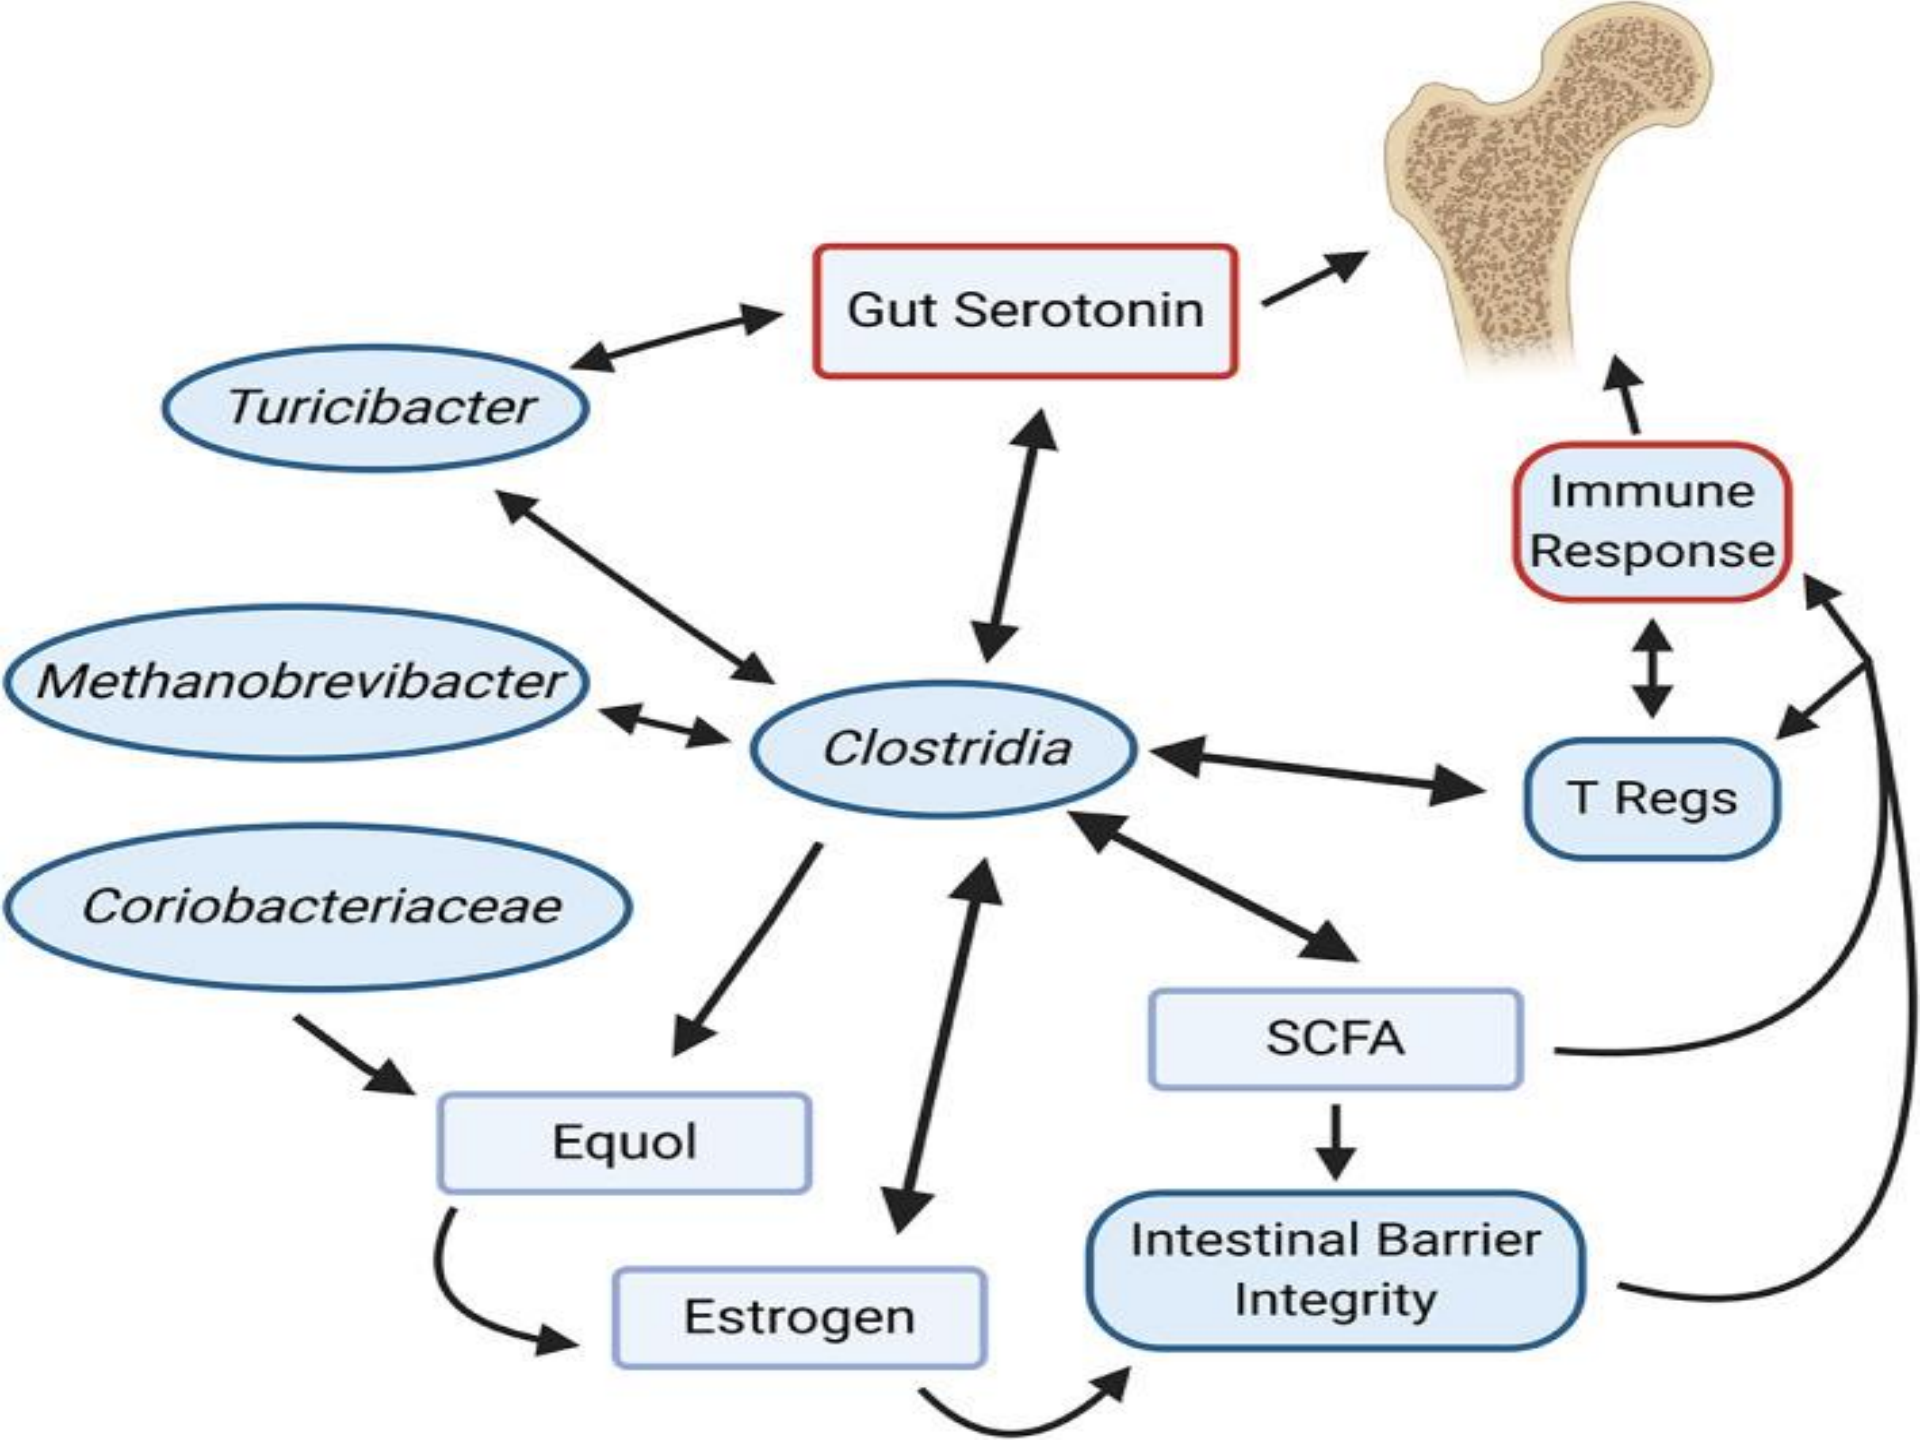 Gut Serotonin
Turicibacter
Immune
Response
Methanobrevibacter
Clostridia
T Regs
Coriobacteriaceae
SCFA
Equol
Intestinal Barrier
Integrity
Estrogen